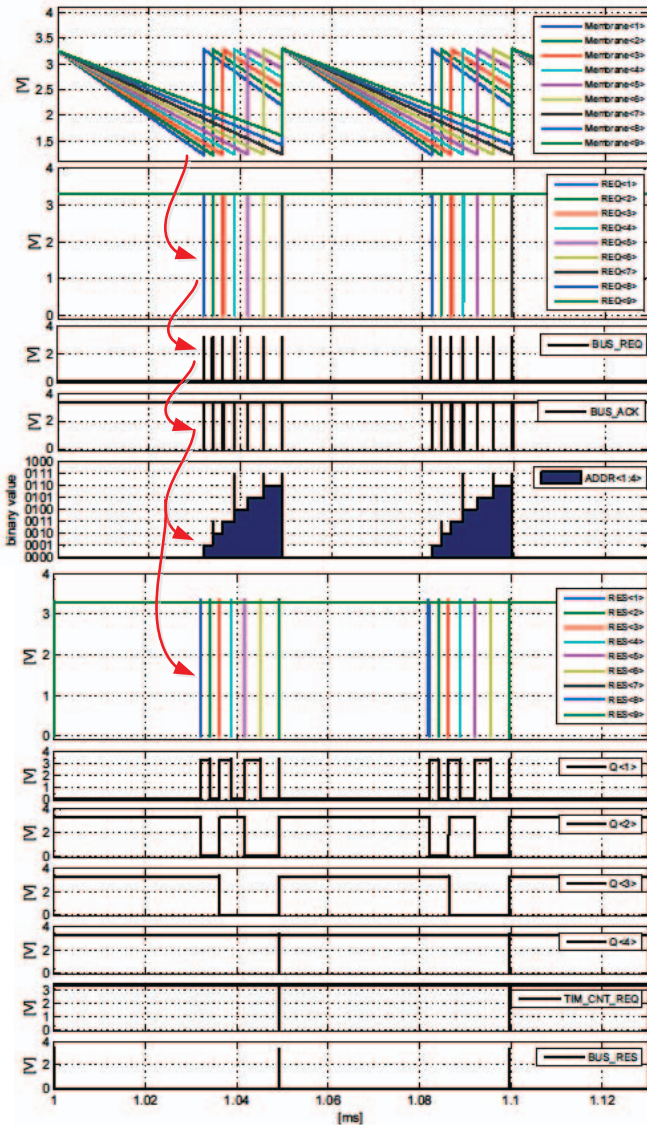 4
3.5
3
2.5
2
1.5
[V]
Membrane<1>
Membrane<2>
Membrane<3>
Membrane<4>
Membrane<5>
Membrane<6>
Membrane<7>
Membrane<8>
Membrane<9>
4
3
2
1
0
[V]
REQ<1>
REQ<2>
REQ<3>
REQ<4>
REQ<5>
REQ<6>
REQ<7>
REQ<8>
REQ<9>
4
2
0
[V]
BUS_REQ
4
2
0
[V]
BUS_ACK
1000
0111
0110
0101
0100
0011
0010
0001
0000
binary value
ADDR<1:4>
4
3
2
1
0
[V]
RES<1>
RES<2>
RES<3>
RES<4>
RES<5>
RES<6>
RES<7>
RES<8>
RES<9>
4
3
2
1
0
[V]
Q<1>
4
2
0
[V]
Q<2>
4
2
0
[V]
Q<3>
4
2
0
[V]
Q<4>
3
2
1
0
[V]
TIM_CNT_REQ
4
2
0
[V]
BUS_RES
1 1.02 1.04 1.06 1.08 1.1 1.12
[ms]